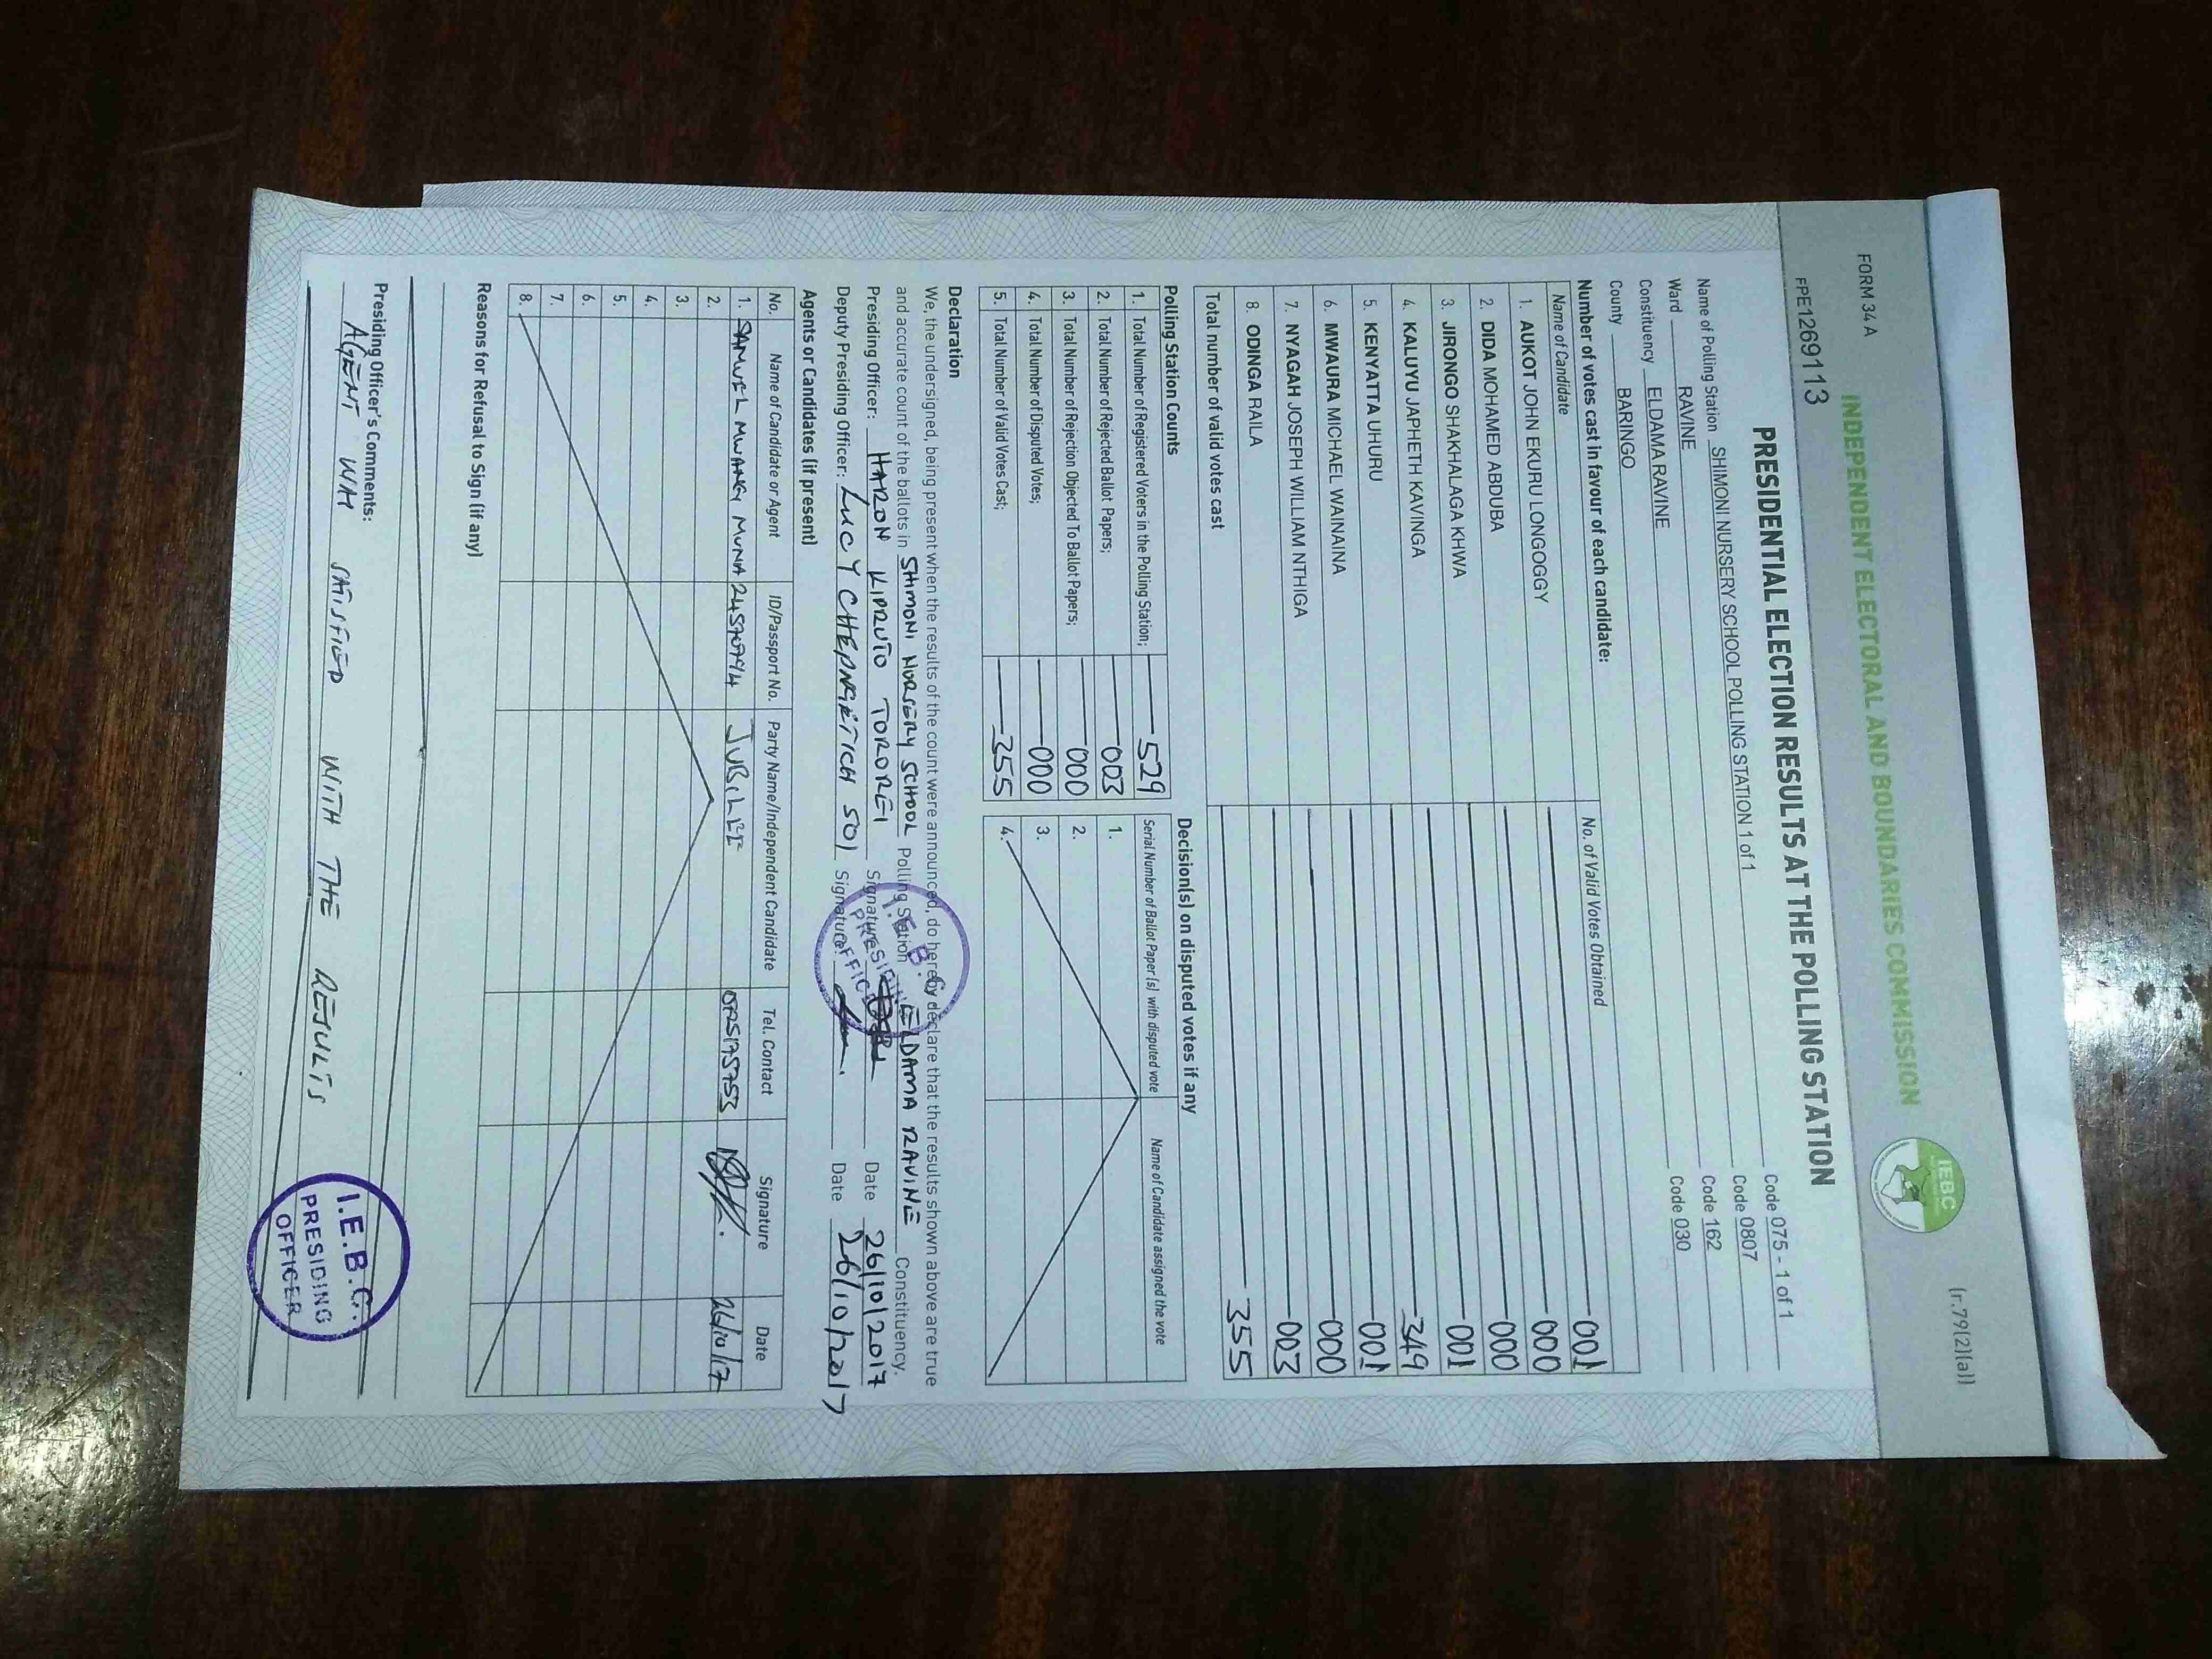 FORM 34 A
(r.79(2)(a))
INDEPENDENT ELECTORAL AND BOUNDARIES COMMISSION
IEBC
FPE1269113
PRESIDENTIAL ELECTION RESULTS AT THE POLLING STATION
Name of Polling Station SHIMONI NURSERY SCHOOL POLLING STATION 1 of 1 Code 075 - 1 of 1
Ward RAVINE Code 0807
Constituency ELDAMA RAVINE Code 162
County BARINGO Code 030
Number of votes cast in favour of each candidate:
Name of Candidate No. of Valid Votes Obtained
1. AUKOT JOHN EKURU LONGOGGY 001
2. DIDA MOHAMED ABDUBA 000
3. JIRONGO SHAKHALAGA KHWA 000
4. KALUYU JAPHETH KAVINGA 001
5. KENYATTA UHURU 349
6. MWAURA MICHAEL WAINAINA 001
7. NYAGAH JOSEPH WILLIAM NTHIGA 000
8. ODINGA RAILA 003
Total number of valid votes cast 355
Polling Station Counts
1. Total Number of Registered Voters in the Polling Station; 529
2. Total Number of Rejected Ballot Papers; 003
3. Total Number of Rejection Objected To Ballot Papers; 000
4. Total Number of Disputed Votes; 000
5. Total Number of Valid Votes Cast; 355
Decision(s) on disputed votes if any
Serial Number of Ballot Paper(s) with disputed vote Name of Candidate assigned the vote
1.
2.
3.
4.
Declaration
We, the undersigned, being present when the results of the count were announced, do hereby declare that the results shown above are true
and accurate count of the ballots in SHIMONI NURSERY SCHOOL Polling Station ELDAMA RAVINE Constituency.
Presiding Officer: HARON KIPRUTO TOROREI Signature Date 26/10/2017
Deputy Presiding Officer: LUCY CHEPNGETICH SOI Signature Date 26/10/2017
I.E.B.C. PRESIDING OFFICER
Agents or Candidates (if present)
No. Name of Candidate or Agent ID/Passport No. Party Name/Independent Candidate Tel. Contact Signature Date
1. SAMUEL MWANGI MUNA 24570794 JUBILEE 0725175753 26/10/17
2.
3.
4.
5.
6.
7.
8.
Reasons for Refusal to Sign (if any)
Presiding Officer's Comments:
AGENT WAS SATISFIED WITH THE RESULTS
I.E.B.C.
PRESIDING
OFFICER